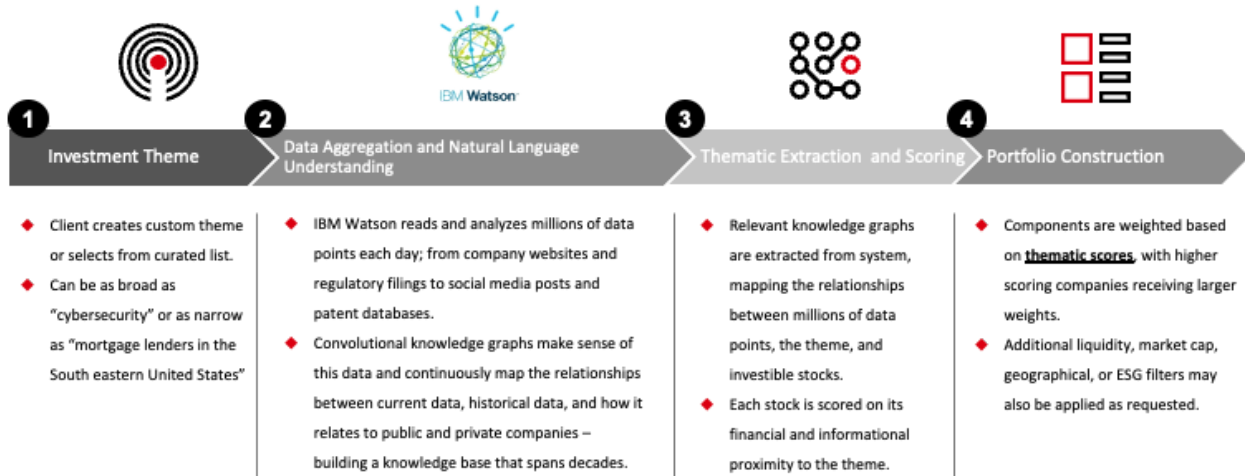 IBM Watson
1
2
3
4
Investment Theme
Data Aggregation and Natural Language
Understanding
Thematic Extraction and Scoring
Portfolio Construction
Client creates custom theme
or selects from curated list.
Can be as broad as
“cybersecurity” or as narrow
as “mortgage lenders in the
South eastern United States”
IBM Watson reads and analyzes millions of data
points each day; from company websites and
regulatory filings to social media posts and
patent databases.
Convolutional knowledge graphs make sense of
this data and continuously map the relationships
between current data, historical data, and how it
relates to public and private companies –
building a knowledge base that spans decades.
Relevant knowledge graphs
are extracted from system,
mapping the relationships
between millions of data
points, the theme, and
investible stocks.
Each stock is scored on its
financial and informational
proximity to the theme.
Components are weighted based
on thematic scores, with higher
scoring companies receiving larger
weights.
Additional liquidity, market cap,
geographical, or ESG filters may
also be applied as requested.